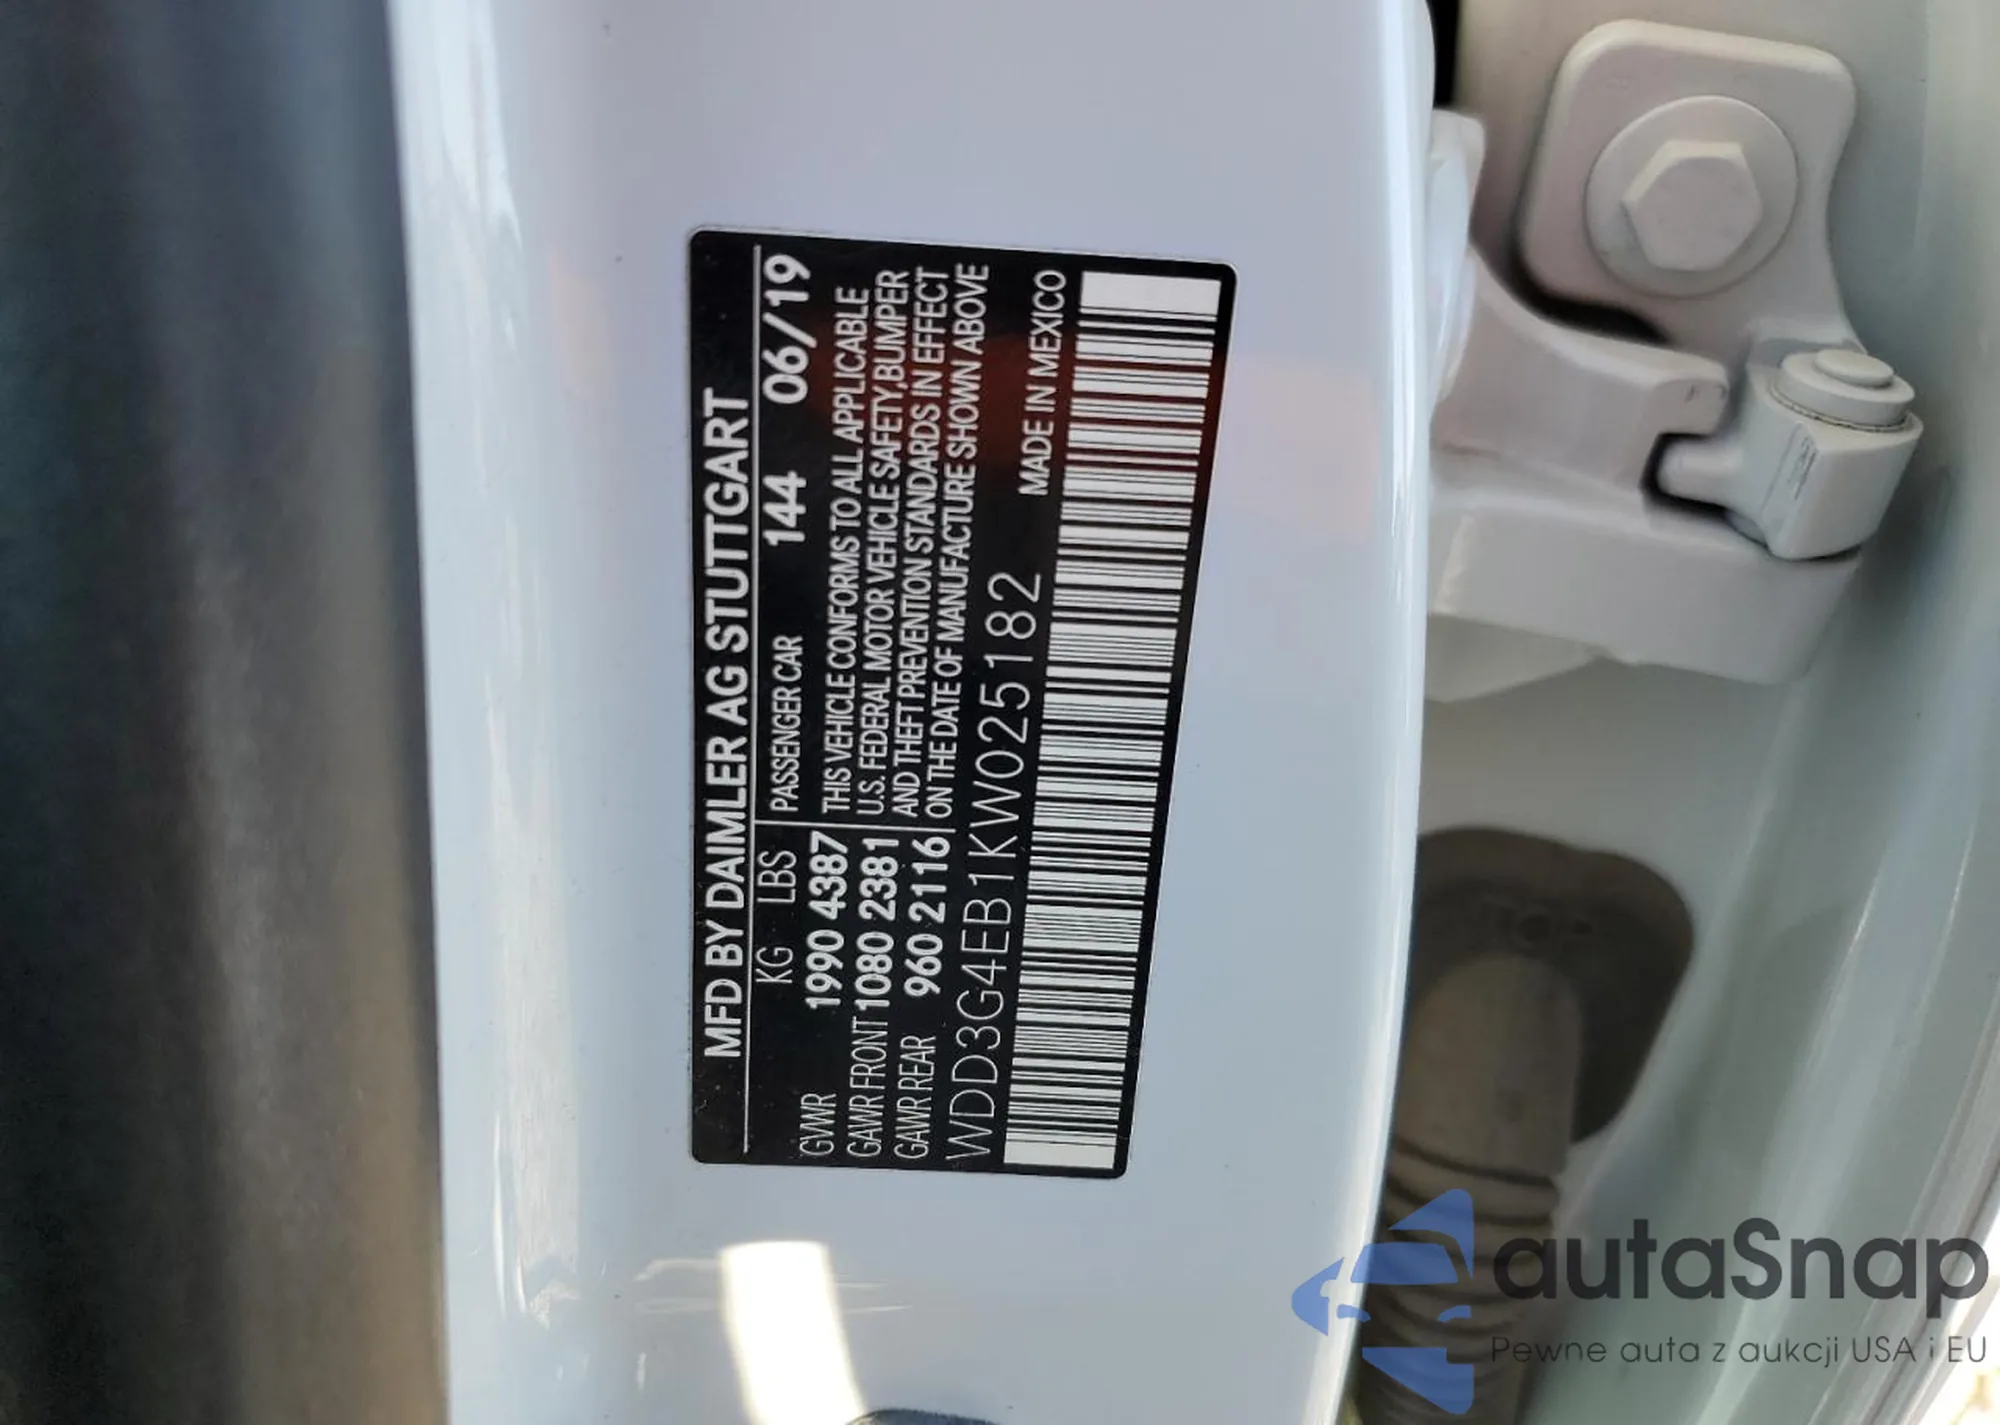 MFD BY DAIMLER AG STUTTGART
KG LBS PASSENGER CAR 144 06/19
GVWR 1990 4387 THIS VEHICLE CONFORMS TO ALL APPLICABLE
GAWR FRONT 1080 2381 U.S. FEDERAL MOTOR VEHICLE SAFETY,BUMPER
GAWR REAR 960 2116 AND THEFT PREVENTION STANDARDS IN EFFECT
ON THE DATE OF MANUFACTURE SHOWN ABOVE
WDD3G4EB1KW025182 MADE IN MEXICO
autaSnap
Pewne auta z aukcji USA i EU